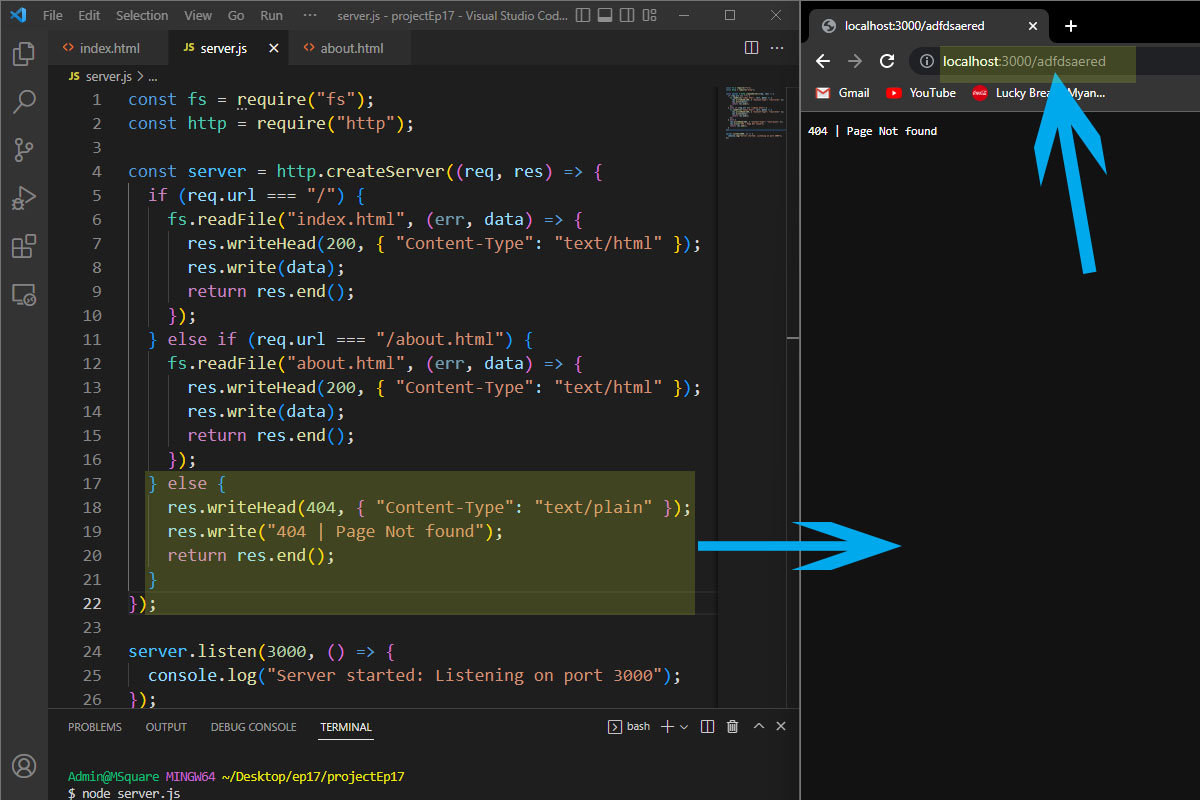 File Edit Selection View Go Run ··· server.js - projectEp17 - Visual Studio Cod...
index.html JS server.js about.html
JS server.js > ...
1 const fs = require("fs");
2 const http = require("http");
3
4 const server = http.createServer((req, res) => {
5 if (req.url === "/") {
6 fs.readFile("index.html", (err, data) => {
7 res.writeHead(200, { "Content-Type": "text/html" });
8 res.write(data);
9 return res.end();
10 });
11 } else if (req.url === "/about.html") {
12 fs.readFile("about.html", (err, data) => {
13 res.writeHead(200, { "Content-Type": "text/html" });
14 res.write(data);
15 return res.end();
16 });
17 } else {
18 res.writeHead(404, { "Content-Type": "text/plain" });
19 res.write("404 | Page Not found");
20 return res.end();
21 }
22 });
23
24 server.listen(3000, () => {
25 console.log("Server started: Listening on port 3000");
26 });
PROBLEMS OUTPUT DEBUG CONSOLE TERMINAL bash
Admin@MSquare MINGW64 ~/Desktop/ep17/projectEp17
$ node server.js
localhost:3000/adfdsaered
localhost:3000/adfdsaered
Gmail YouTube Lucky Myan...
404 | Page Not found